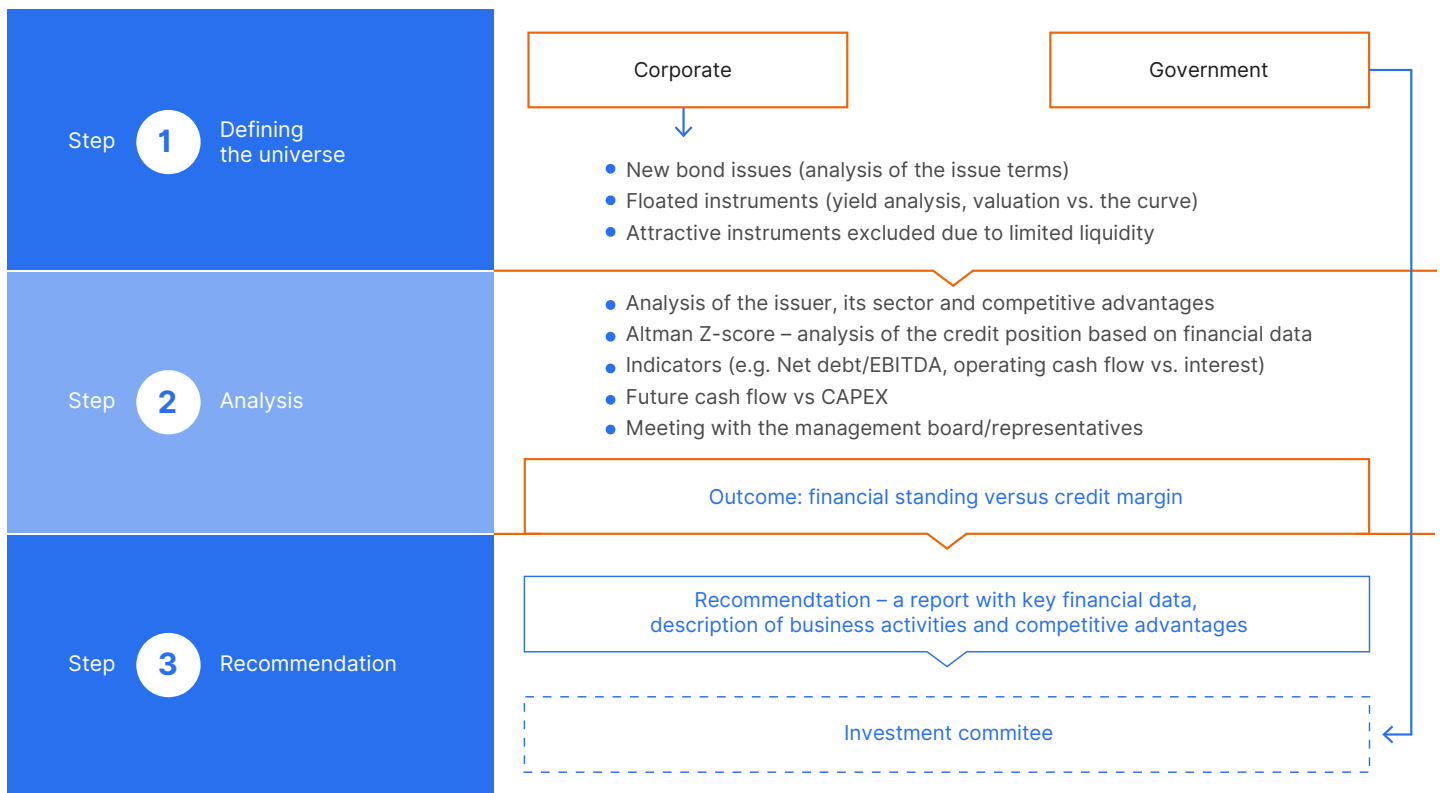 Step
1
Defining
the universe
Corporate
Government
New bond issues (analysis of the issue terms)
Floated instruments (yield analysis, valuation vs. the curve)
Attractive instruments excluded due to limited liquidity
Step
2
Analysis
Analysis of the issuer, its sector and competitive advantages
Altman Z-score – analysis of the credit position based on financial data
Indicators (e.g. Net debt/EBITDA, operating cash flow vs. interest)
Future cash flow vs CAPEX
Meeting with the management board/representatives
Outcome: financial standing versus credit margin
Step
3
Recommendation
Recommendtation – a report with key financial data,
description of business activities and competitive advantages
Investment commitee